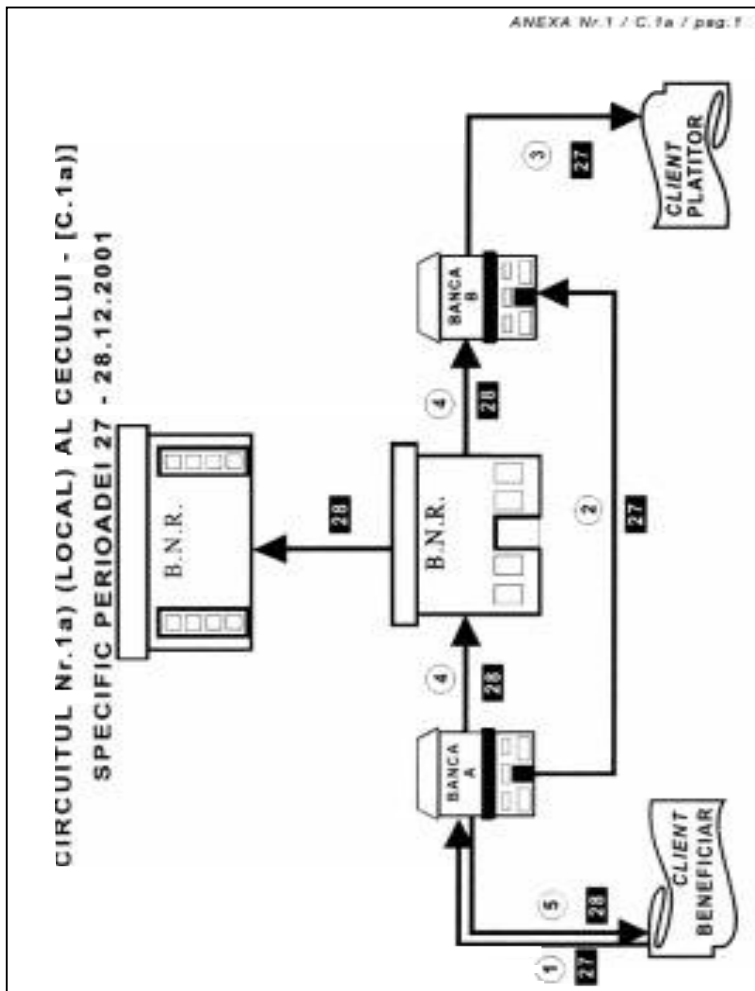 ANEXA Nr.1 / C.1a / pag.1
CIRCUITUL Nr.1a) (LOCAL) AL CECULUI - [C.1a)]
SPECIFIC PERIOADEI 27 - 28.12.2001
B.N.R.
28
B.N.R.
4
28
4
28
BANCA
A
BANCA
B
2
27
3
27
5
28
1
27
CLIENT
BENEFICIAR
CLIENT
PLATITOR